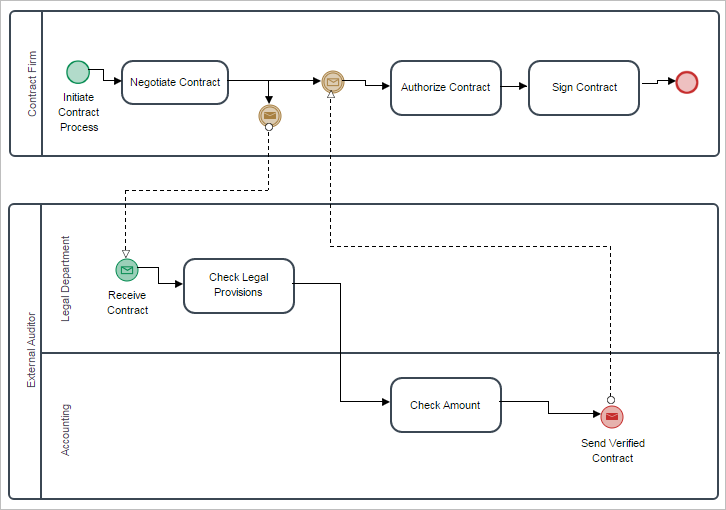 Contract Firm
Initiate
Contract
Process
Negotiate Contract
Authorize Contract
Sign Contract
External Auditor
Legal Department
Receive
Contract
Check Legal
Provisions
Accounting
Check Amount
Send Verified
Contract